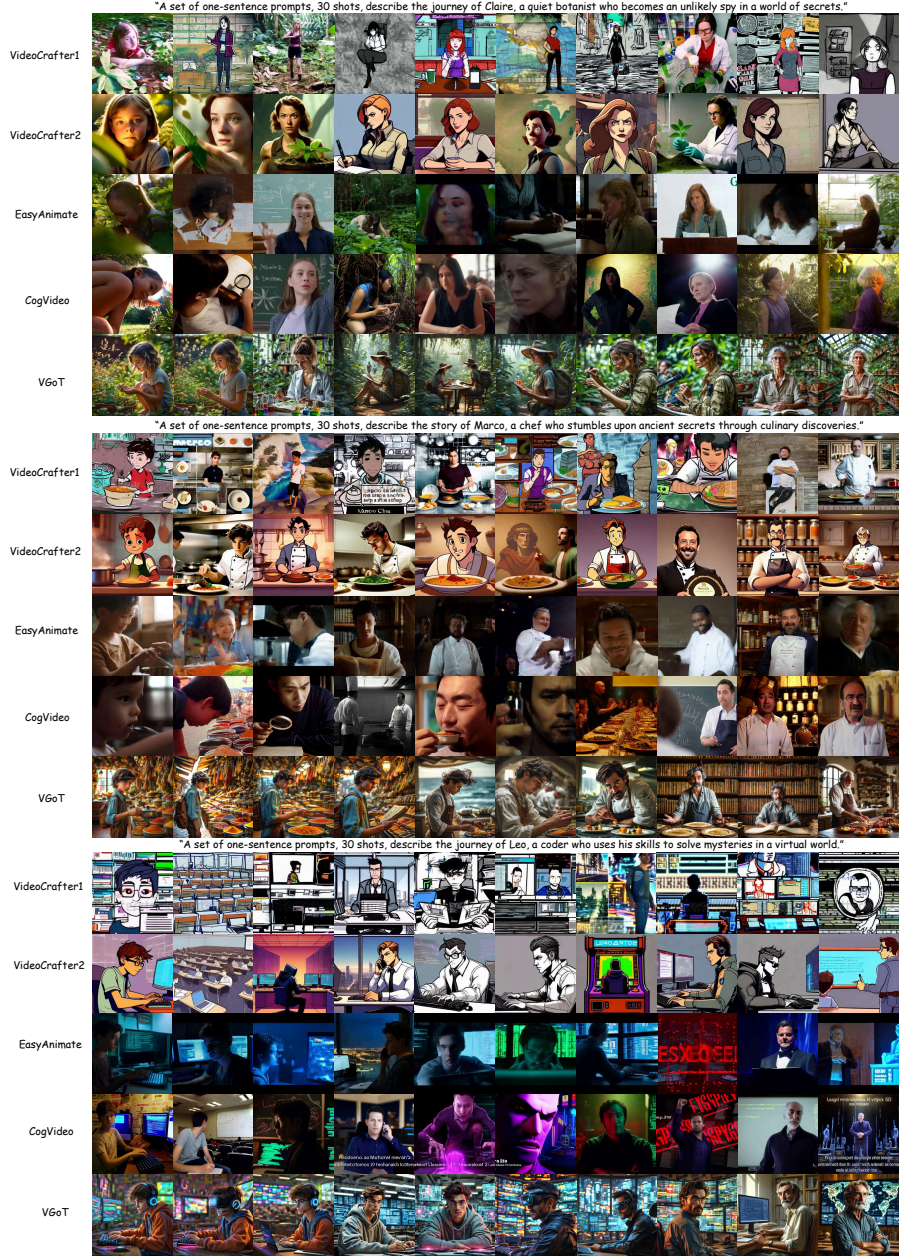 "A set of one-sentence prompts, 30 shots, describe the journey of Claire, a quiet botanist who becomes an unlikely spy in a world of secrets."
VideoCrafter1
VideoCrafter2
EasyAnimate
CogVideo
VGoT
"A set of one-sentence prompts, 30 shots, describe the story of Marco, a chef who stumbles upon ancient secrets through culinary discoveries."
VideoCrafter1
VideoCrafter2
EasyAnimate
CogVideo
VGoT
"A set of one-sentence prompts, 30 shots, describe the journey of Leo, a coder who uses his skills to solve mysteries in a virtual world."
VideoCrafter1
VideoCrafter2
EasyAnimate
CogVideo
VGoT